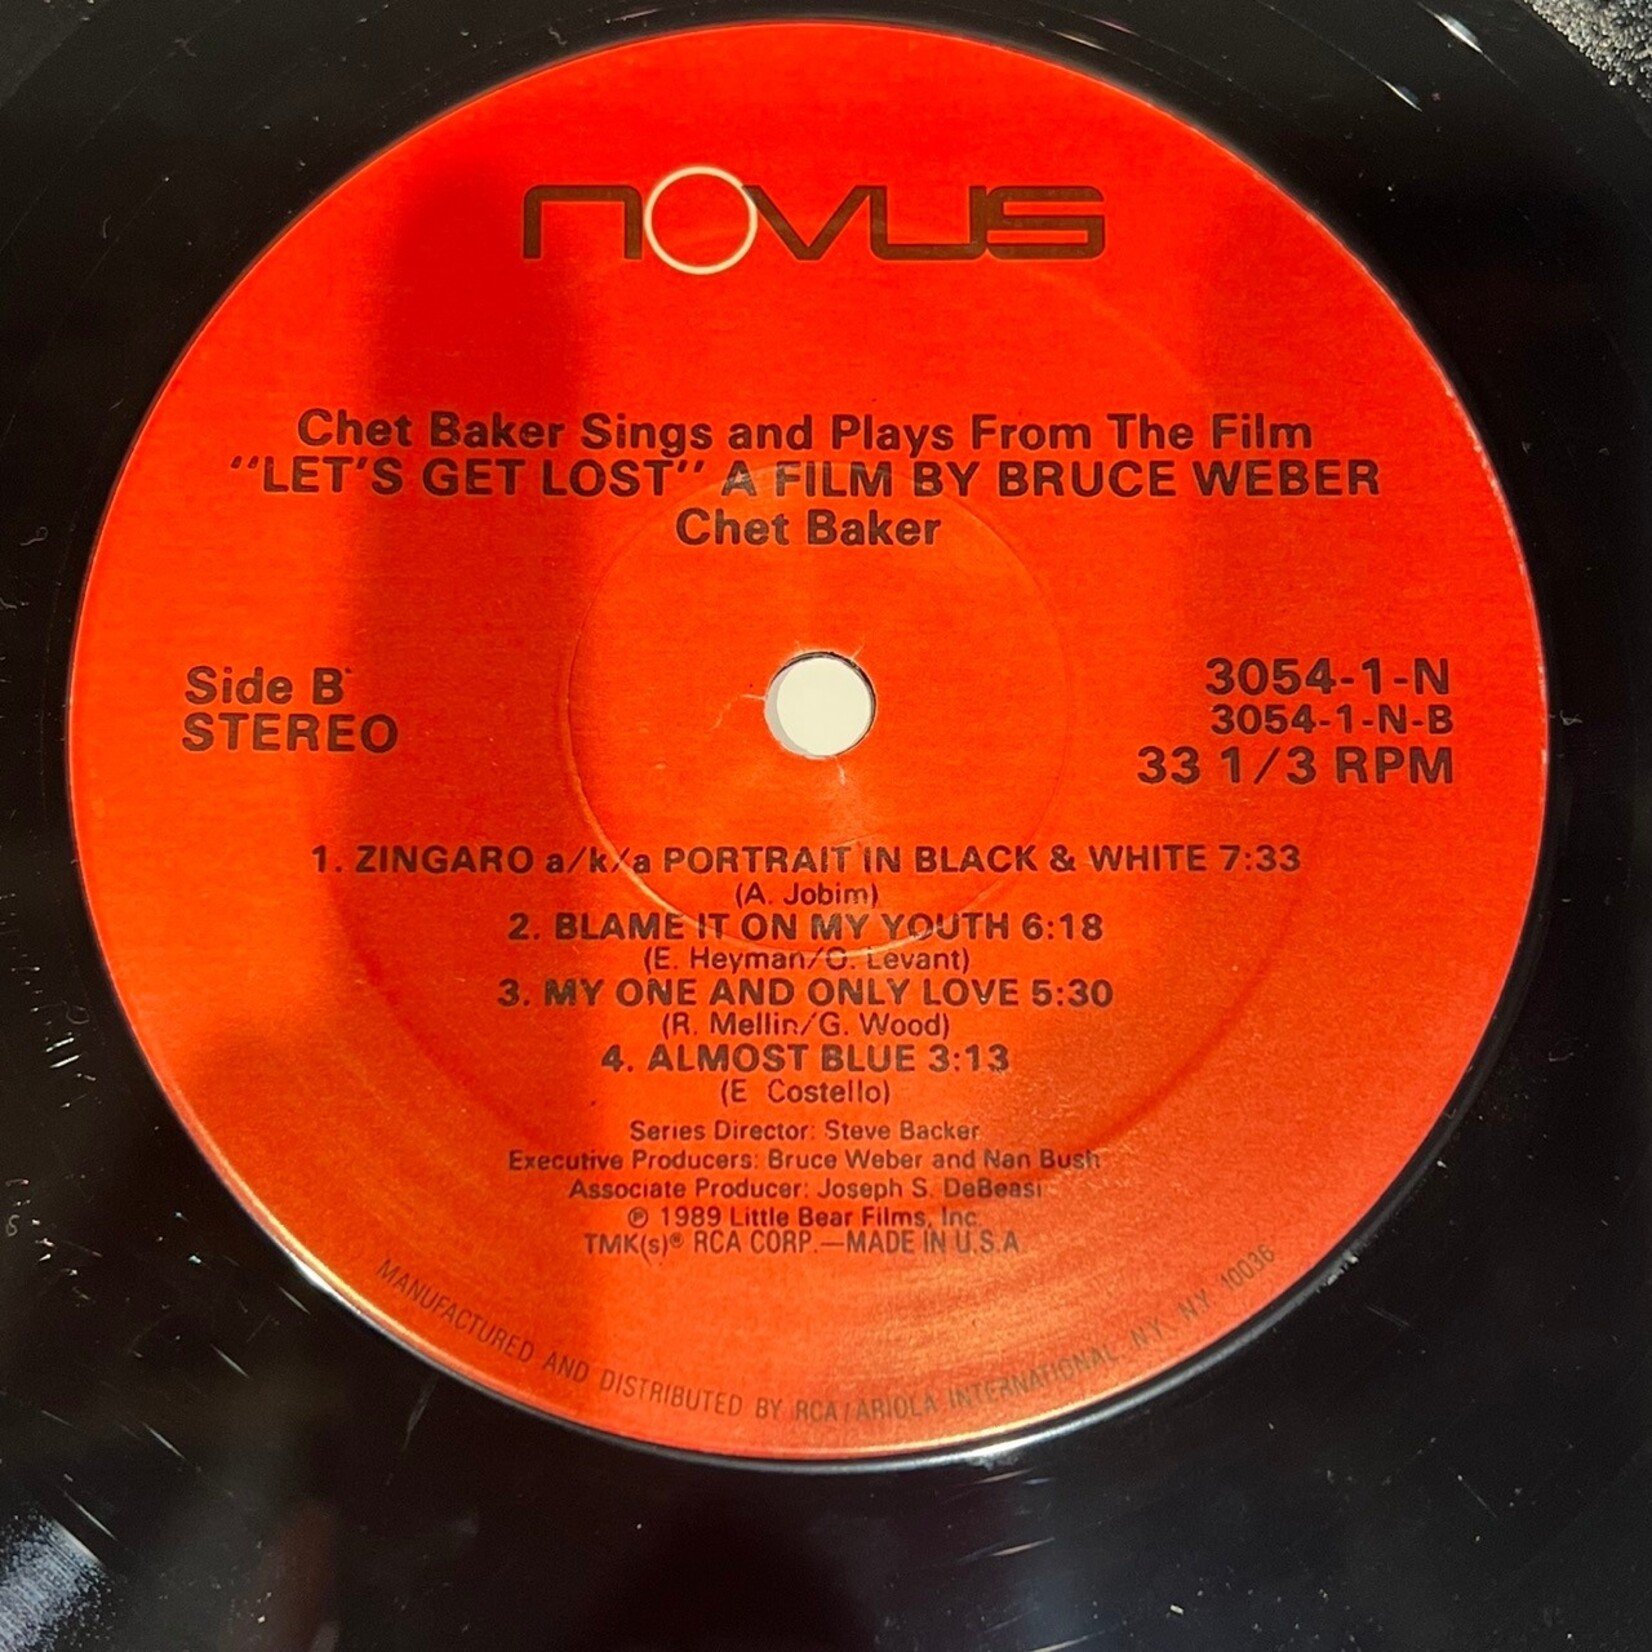 novus
Chet Baker Sings and Plays From The Film
"LET'S GET LOST" A FILM BY BRUCE WEBER
Chet Baker
Side B
STEREO
3054-1-N
3054-1-N-B
33 1/3 RPM
1. ZINGARO a/k/a PORTRAIT IN BLACK & WHITE 7:33
(A. Jobim)
2. BLAME IT ON MY YOUTH 6:18
(E. Heyman/O. Levant)
3. MY ONE AND ONLY LOVE 5:30
(R. Mellin/G. Wood)
4. ALMOST BLUE 3:13
(E Costello)
Series Director: Steve Backer
Executive Producers: Bruce Weber and Nan Bush
Associate Producer: Joseph S. DeBeasi
℗ 1989 Little Bear Films, Inc.
TMK(s)® RCA CORP.—MADE IN U.S.A
MANUFACTURED AND DISTRIBUTED BY RCA/ARIOLA INTERNATIONAL, N.Y., N.Y. 10036